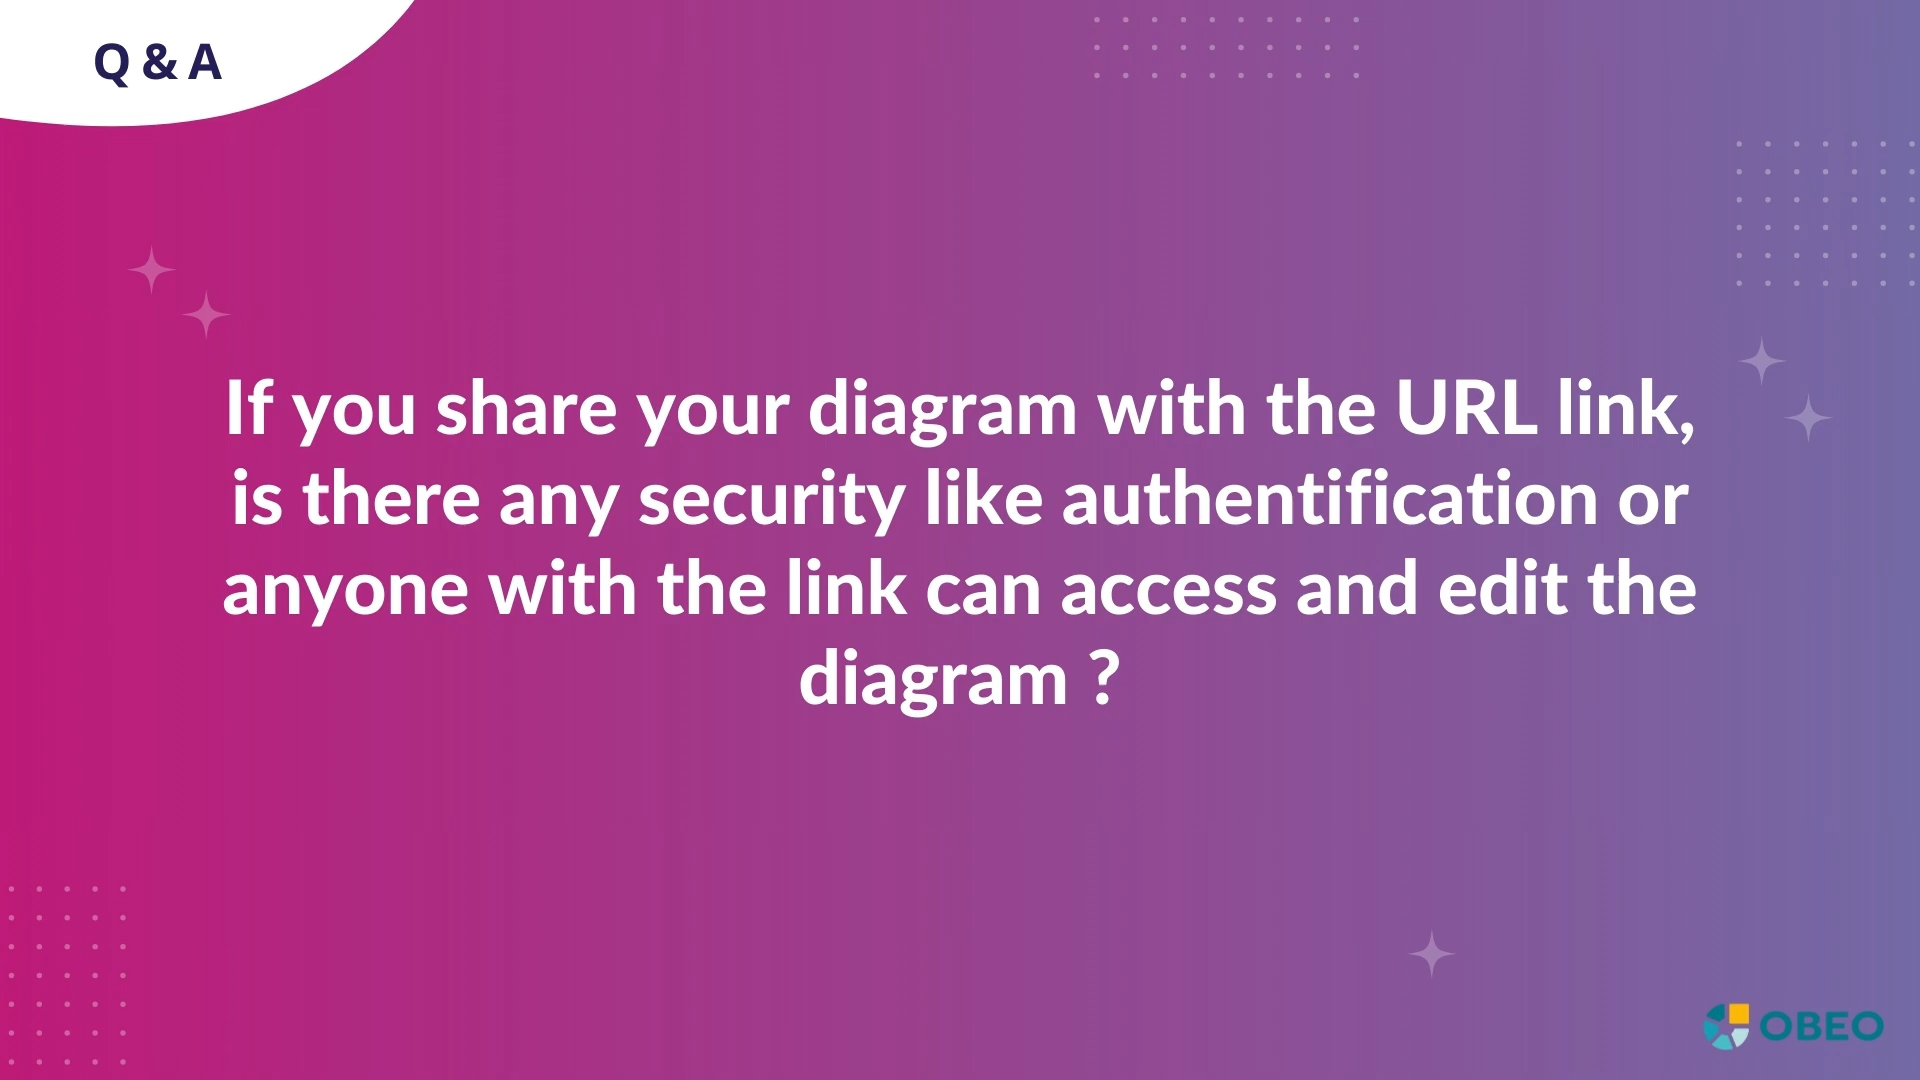 Q & A
If you share your diagram with the URL link,
is there any security like authentification or
anyone with the link can access and edit the
diagram ?
OBEO